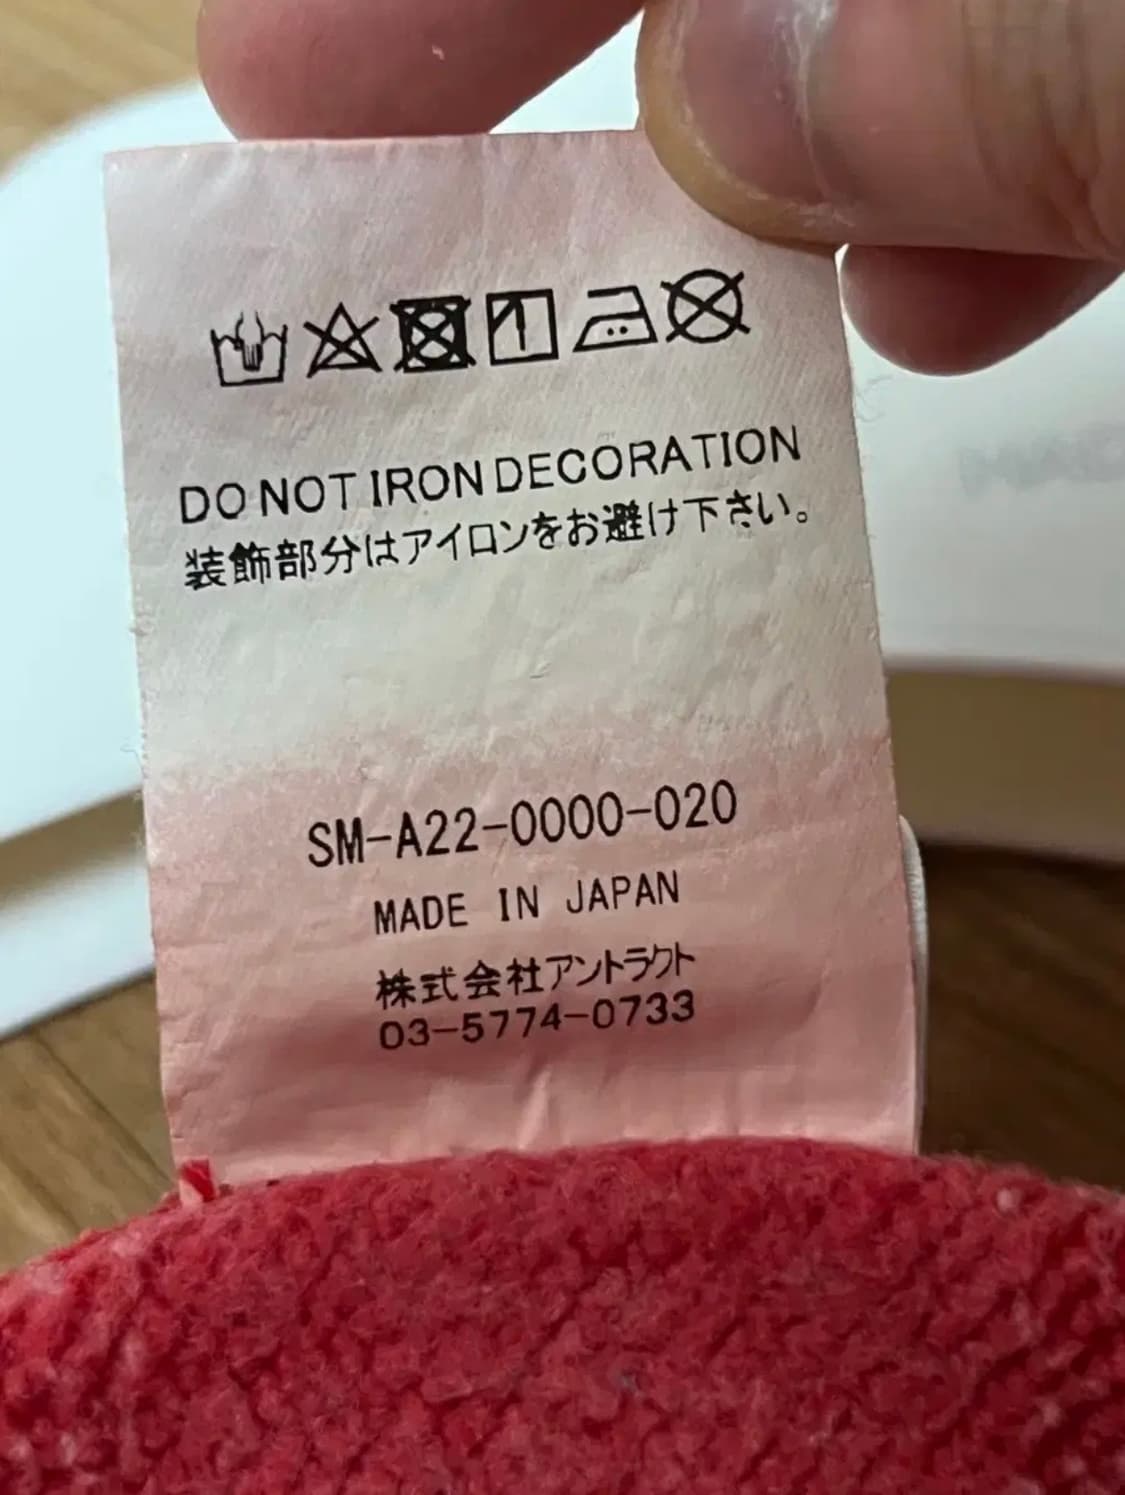 DO NOT IRON DECORATION
装飾部分はアイロンをお避け下さい。
SM-A22-0000-020
MADE IN JAPAN
株式会社アントラクト
03-5774-0733